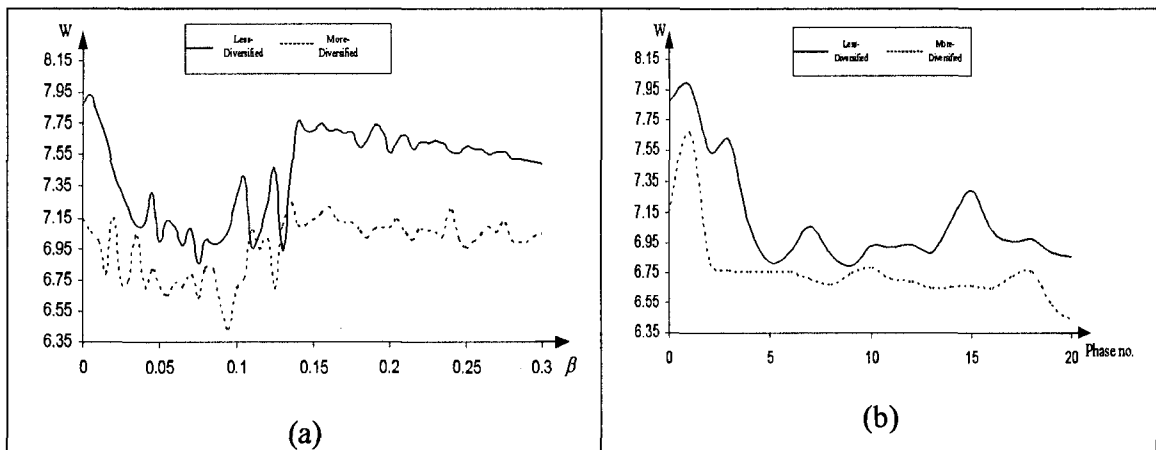 W
Less-Diversified
More-Diversified
8.15
7.95
7.75
7.55
7.35
7.15
6.95
6.75
6.55
6.35
0 0.05 0.1 0.15 0.2 0.25 0.3 β
(a)
W
Less-Diversified
More-Diversified
8.15
7.95
7.75
7.55
7.35
7.15
6.95
6.75
6.55
6.35
0 5 10 15 20 Phase no.
(b)